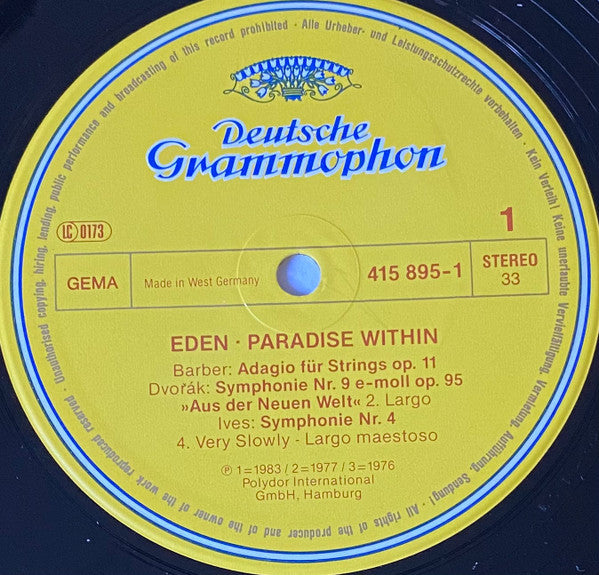 Deutsche
Grammophon
LC 0173
1
GEMA
Made in West Germany
415 895-1
STEREO
33
EDEN · PARADISE WITHIN
Barber: Adagio für Strings op. 11
Dvořák: Symphonie Nr. 9 e-moll op. 95
»Aus der Neuen Welt« 2. Largo
Ives: Symphonie Nr. 4
4. Very Slowly - Largo maestoso
Ⓟ 1=1983 / 2=1977 / 3=1976
Polydor International
GmbH, Hamburg
Alle Urheber- und Leistungsschutzrechte vorbehalten · Kein Verleih! Keine unerlaubte Vervielfältigung, Vermietung, Aufführung, Sendung! · All rights of the producer and of the owner of the work reproduced reserved · Unauthorised copying, hiring, lending, public performance and broadcasting of this record prohibited ·